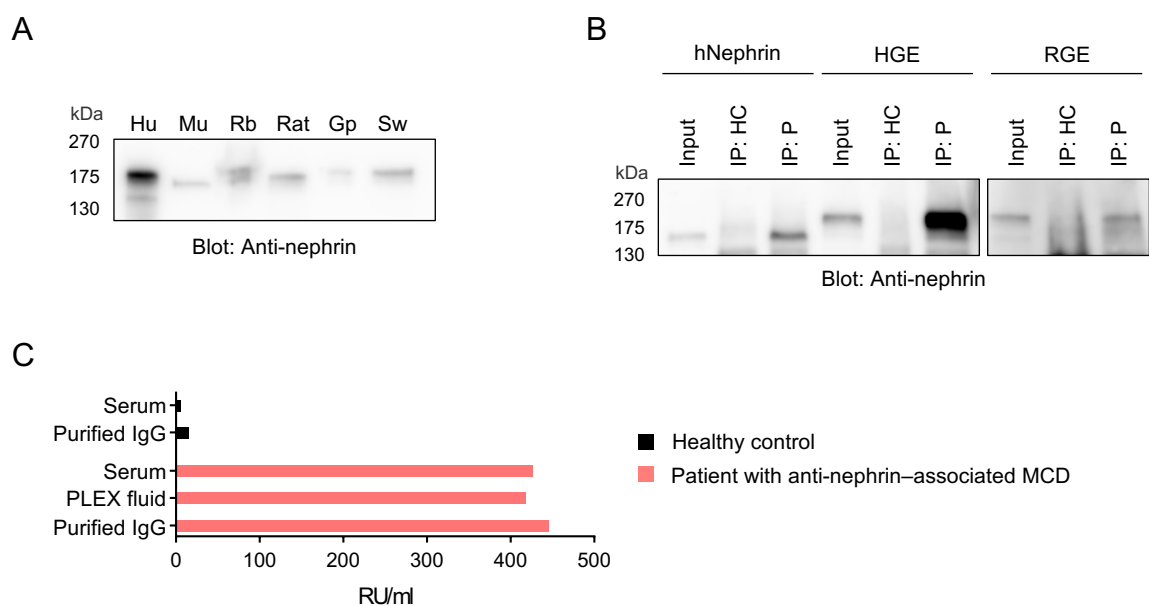 A
kDa
Hu Mu Rb Rat Gp Sw
270
175
130
Blot: Anti-nephrin
B
hNephrin HGE RGE
Input IP: HC IP: P Input IP: HC IP: P Input IP: HC IP: P
kDa
270
175
130
Blot: Anti-nephrin
C
Serum
Purified IgG
Serum
PLEX fluid
Purified IgG
0 100 200 300 400 500
RU/ml
Healthy control
Patient with anti-nephrin–associated MCD